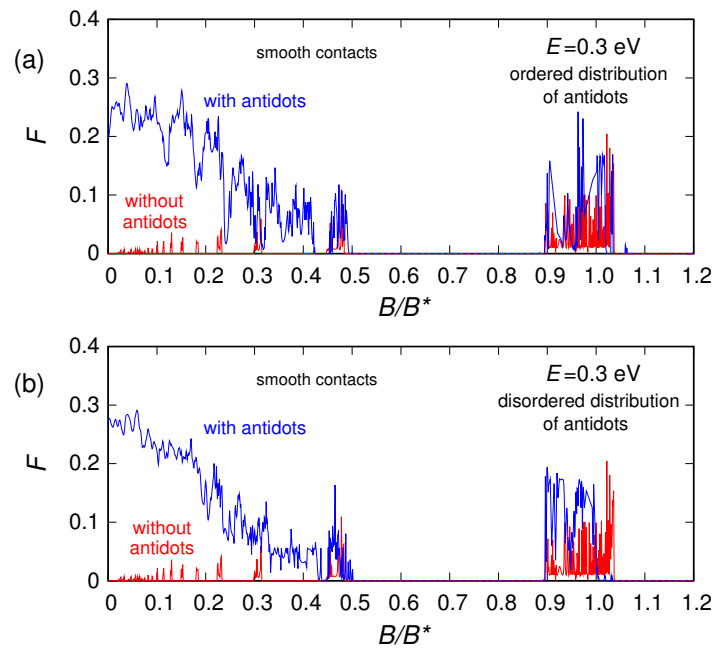 (a)
smooth contacts
E=0.3 eV
ordered distribution
of antidots
with antidots
without
antidots
F
0.4
0.3
0.2
0.1
0
0 0.1 0.2 0.3 0.4 0.5 0.6 0.7 0.8 0.9 1.0 1.1 1.2
B/B*
(b)
smooth contacts
E=0.3 eV
disordered distribution
of antidots
with antidots
without
antidots
F
0.4
0.3
0.2
0.1
0
0 0.1 0.2 0.3 0.4 0.5 0.6 0.7 0.8 0.9 1.0 1.1 1.2
B/B*